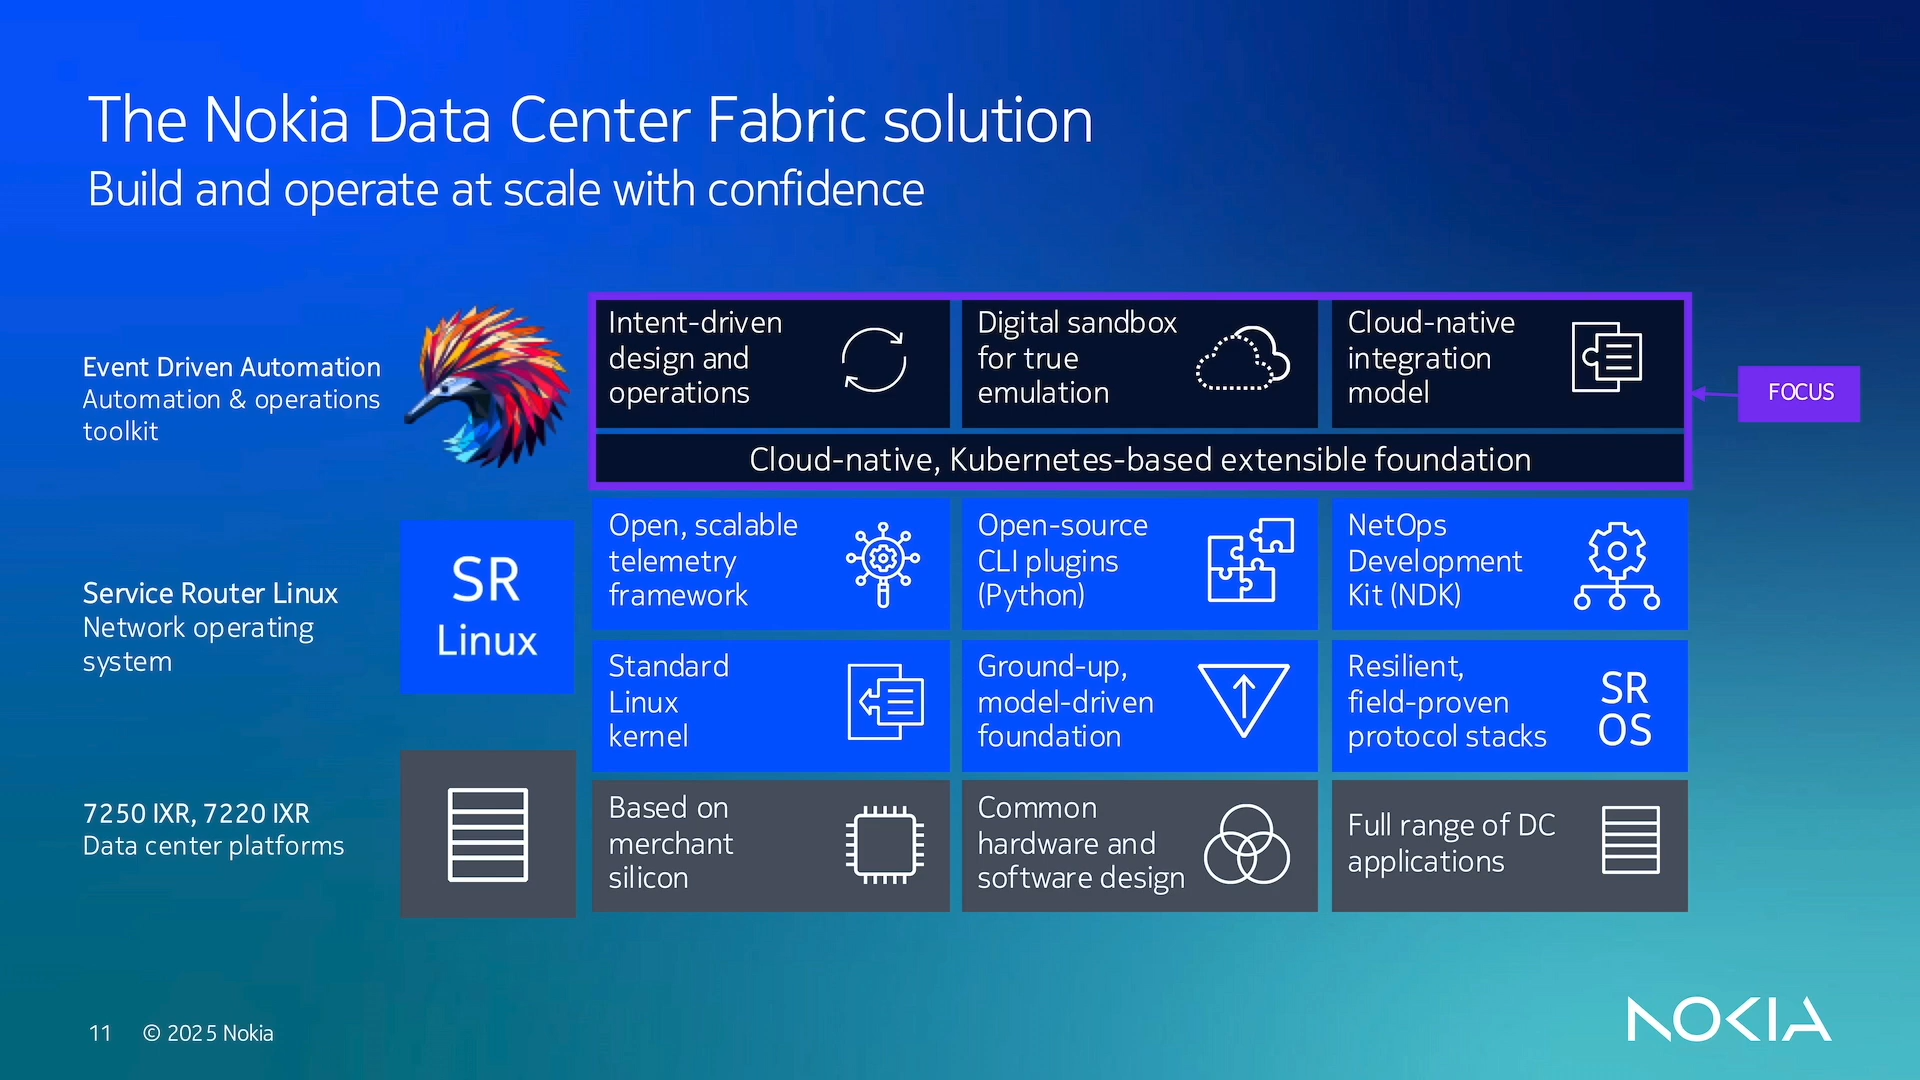 The Nokia Data Center Fabric solution
Build and operate at scale with confidence
Event Driven Automation
Automation & operations
toolkit
Intent-driven
design and
operations
Digital sandbox
for true
emulation
Cloud-native
integration
model
FOCUS
Cloud-native, Kubernetes-based extensible foundation
Service Router Linux
Network operating
system
SR
Linux
Open, scalable
telemetry
framework
Open-source
CLI plugins
(Python)
NetOps
Development
Kit (NDK)
Standard
Linux
kernel
Ground-up,
model-driven
foundation
Resilient,
field-proven
protocol stacks
SR
OS
7250 IXR, 7220 IXR
Data center platforms
Based on
merchant
silicon
Common
hardware and
software design
Full range of DC
applications
11 © 2025 Nokia
NOKIA